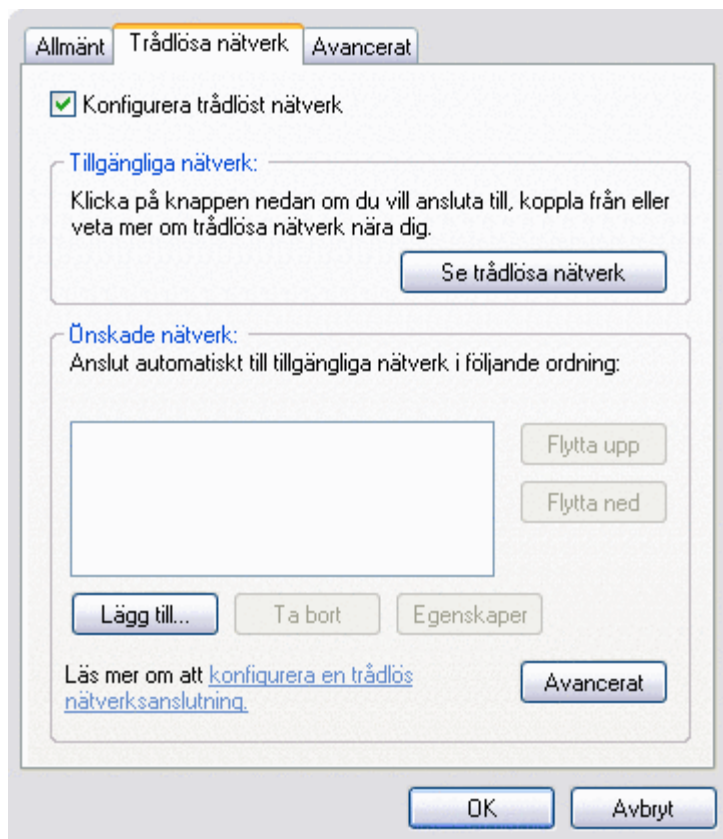 Allmänt Trådlösa nätverk Avancerat
Konfigurera trådlöst nätverk
Tillgängliga nätverk:
Klicka på knappen nedan om du vill ansluta till, koppla från eller
veta mer om trådlösa nätverk nära dig.
Se trådlösa nätverk
Önskade nätverk:
Anslut automatiskt till tillgängliga nätverk i följande ordning:
Flytta upp
Flytta ned
Lägg till... Ta bort Egenskaper
Läs mer om att konfigurera en trådlös
nätverksanslutning.
Avancerat
OK Avbryt